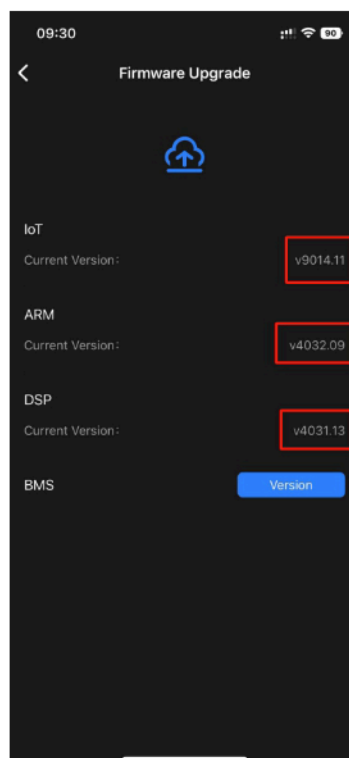 09:30 90
Firmware Upgrade
IoT
Current Version: v9014.11
ARM
Current Version: v4032.09
DSP
Current Version: v4031.13
BMS Version